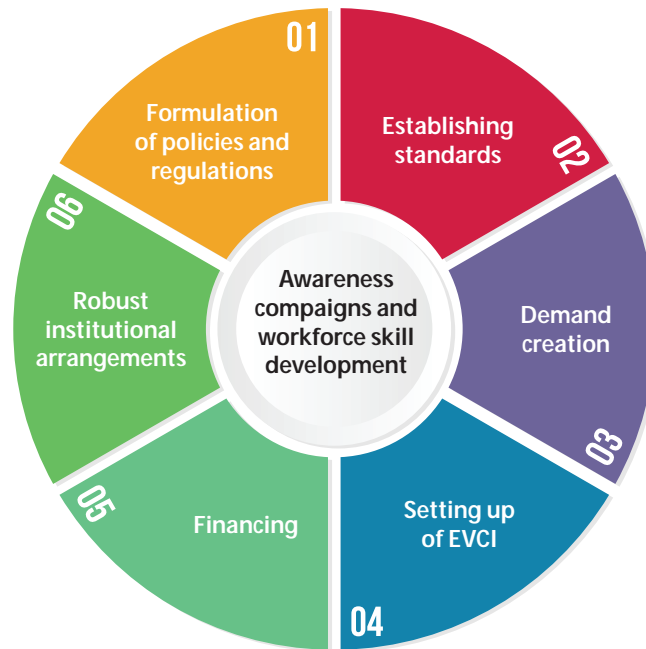 01
Formulation
of policies and
regulations
Establishing
standards
02
Demand
creation
03
Setting up
of EVCI
04
Financing
05
Robust
institutional
arrangements
06
Awareness
compaigns and
workforce skill
development